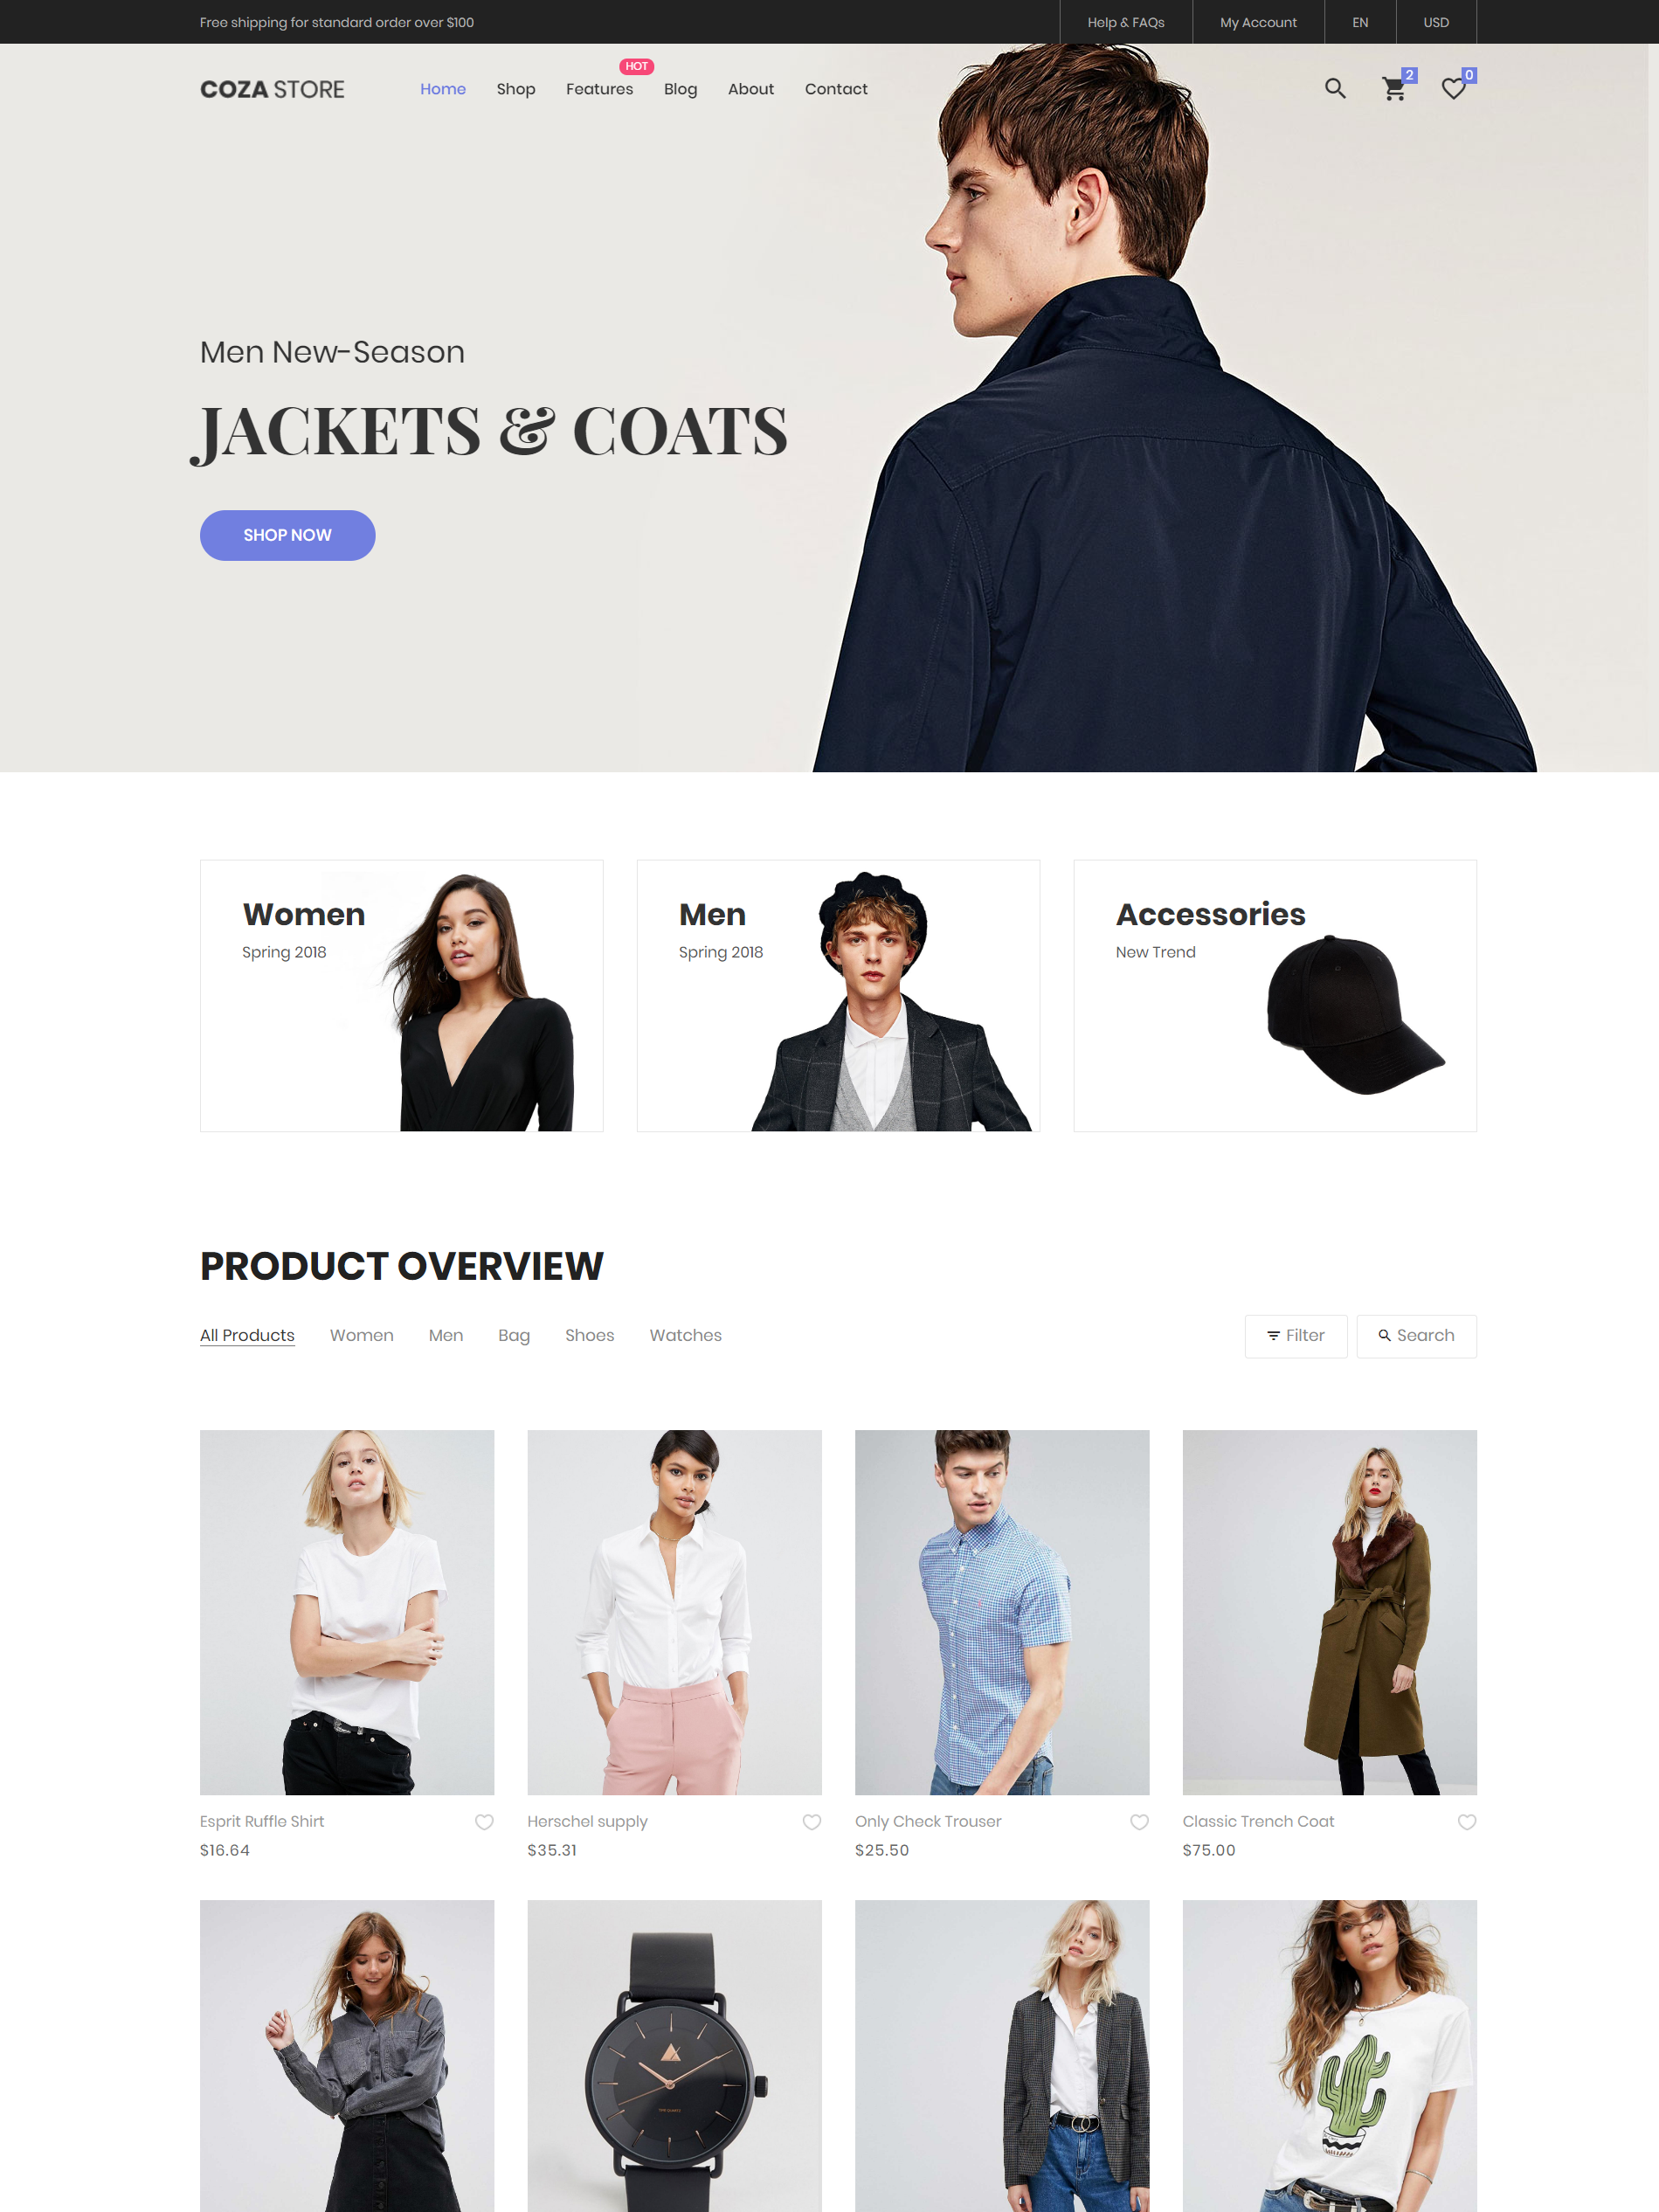 Free shipping for standard order over $100
Help & FAQs
My Account
EN
USD
COZA STORE
Home
Shop
Features
HOT
Blog
About
Contact
2
0
Men New-Season
JACKETS & COATS
SHOP NOW
Women
Spring 2018
Men
Spring 2018
Accessories
New Trend
PRODUCT OVERVIEW
All Products
Women
Men
Bag
Shoes
Watches
Filter
Search
Esprit Ruffle Shirt
$16.64
Herschel supply
$35.31
Only Check Trouser
$25.50
Classic Trench Coat
$75.00